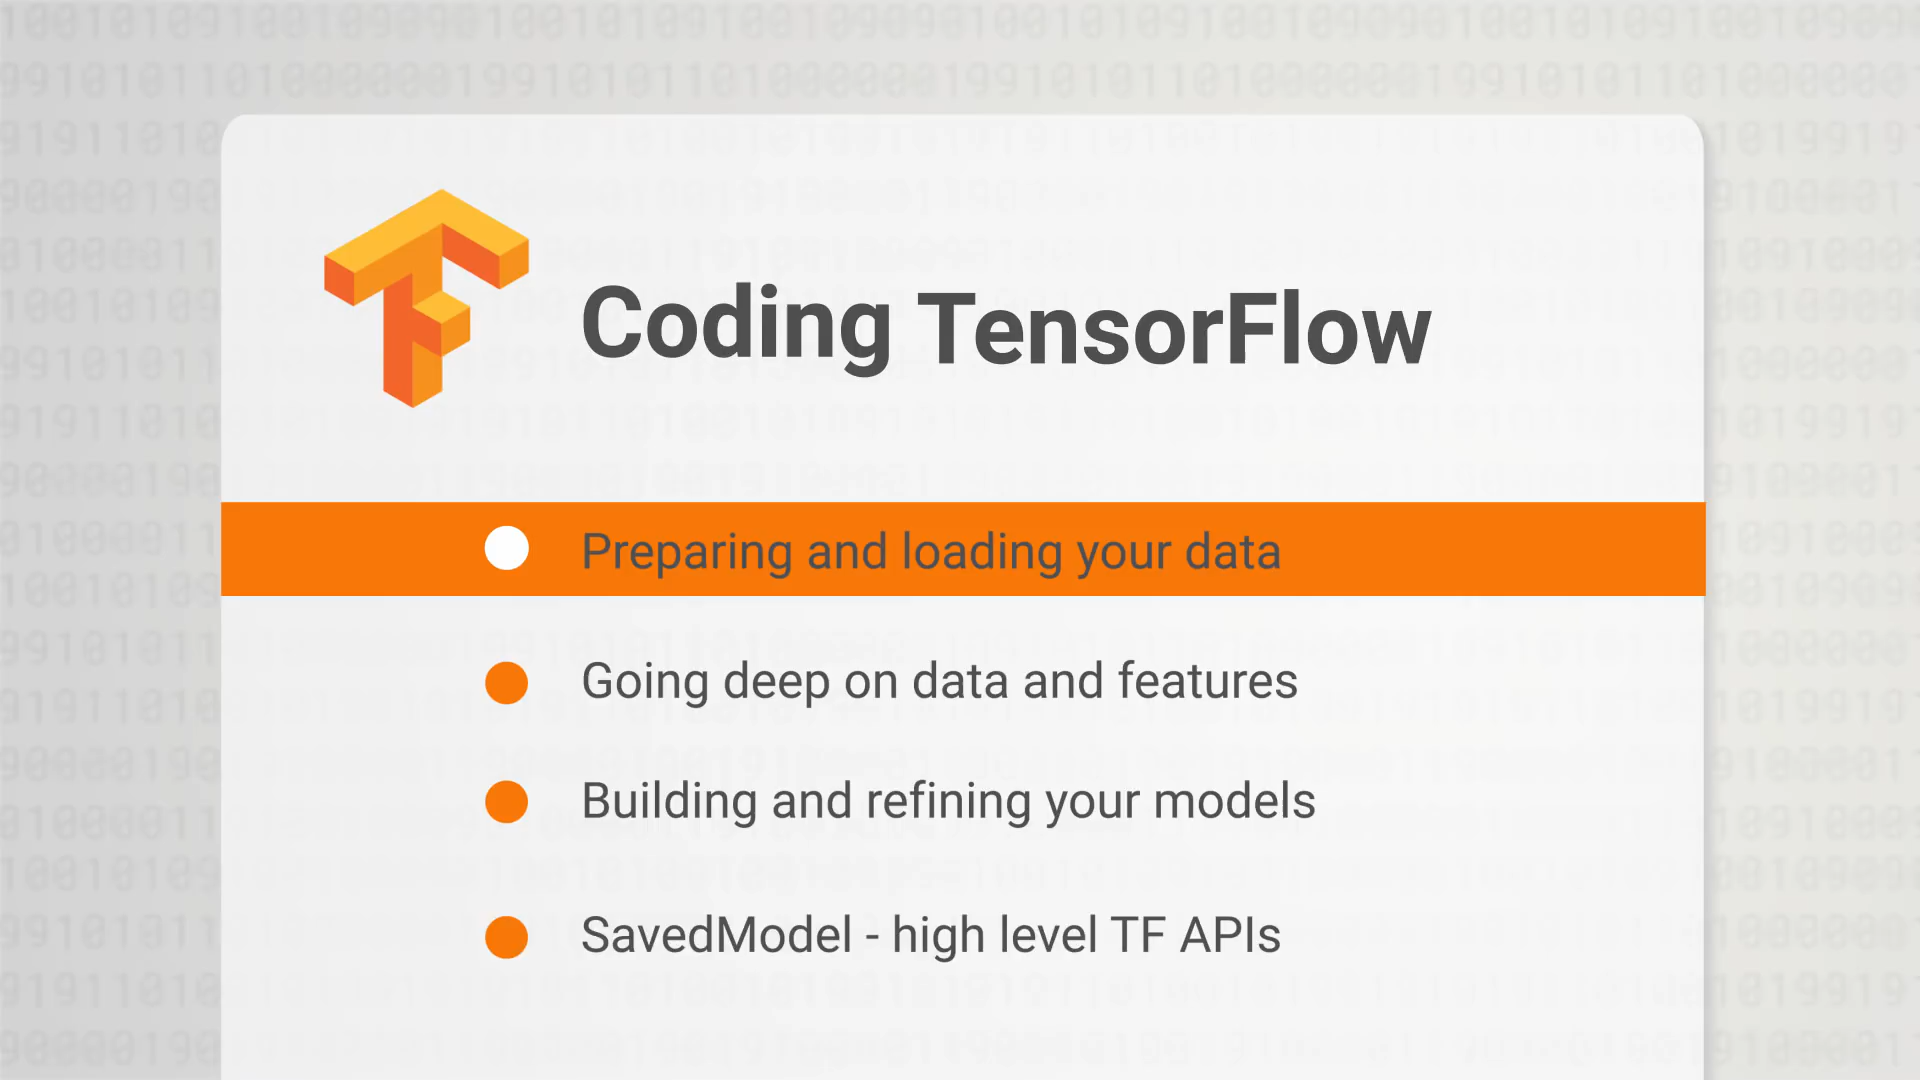 Coding TensorFlow
Preparing and loading your data
Going deep on data and features
Building and refining your models
SavedModel - high level TF APIs